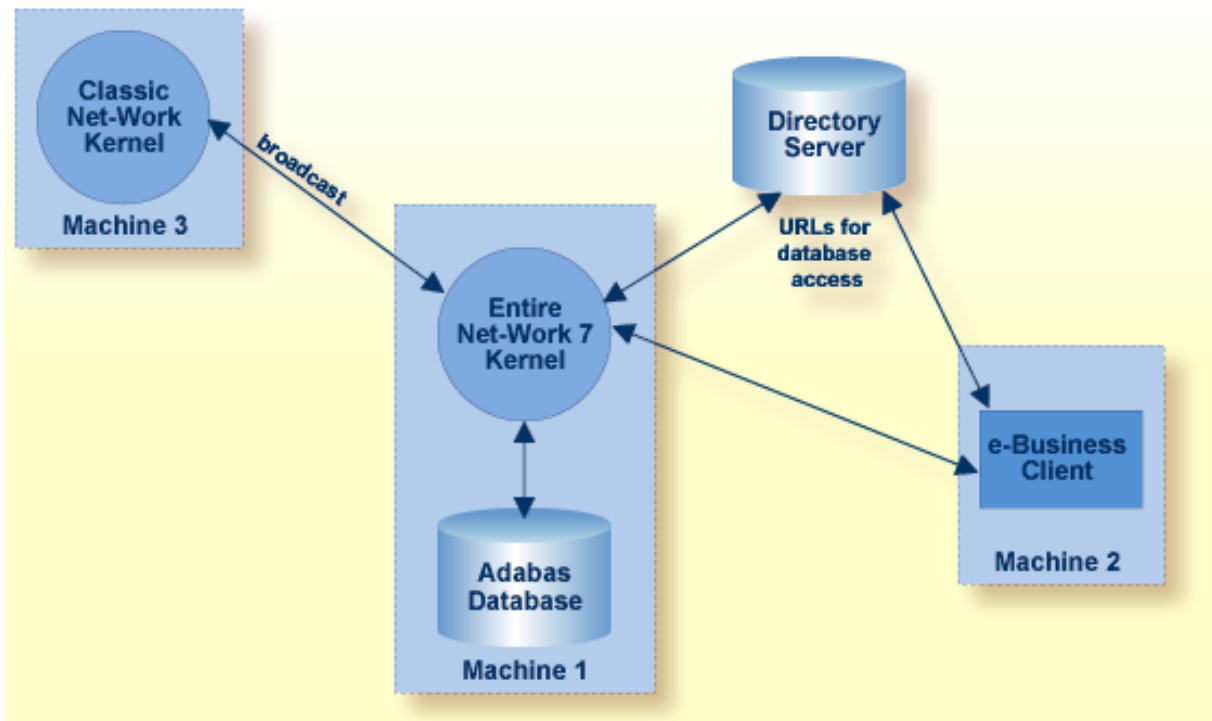 Classic
Net-Work
Kernel
Machine 3
broadcast
Directory
Server
URLs for
database
access
Entire
Net-Work 7
Kernel
Adabas
Database
Machine 1
e-Business
Client
Machine 2